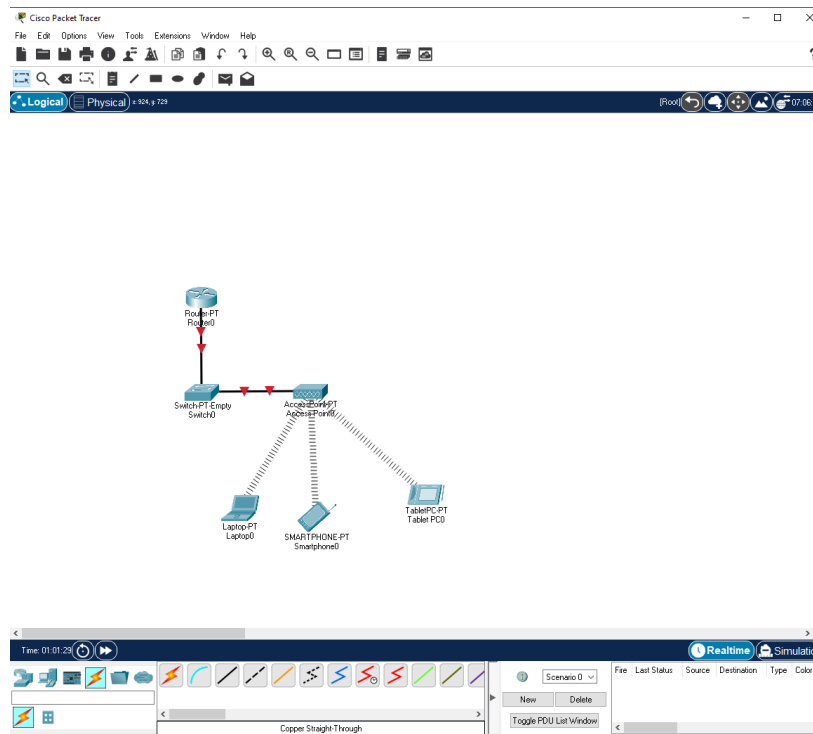 Cisco Packet Tracer
File Edit Options View Tools Extensions Window Help
?
Logical Physical x: 924, y: 729 [Root] 07:06:
Router-PT
Router0
Switch-PT-Empty
Switch0
AccessPoint-PT
Access Point0
Laptop-PT
Laptop0
SMARTPHONE-PT
Smartphone0
TabletPC-PT
Tablet PC0
Time: 01:01:29 Realtime Simulatio
Scenario 0
New Delete
Toggle PDU List Window
Fire Last Status Source Destination Type Color
Copper Straight-Through